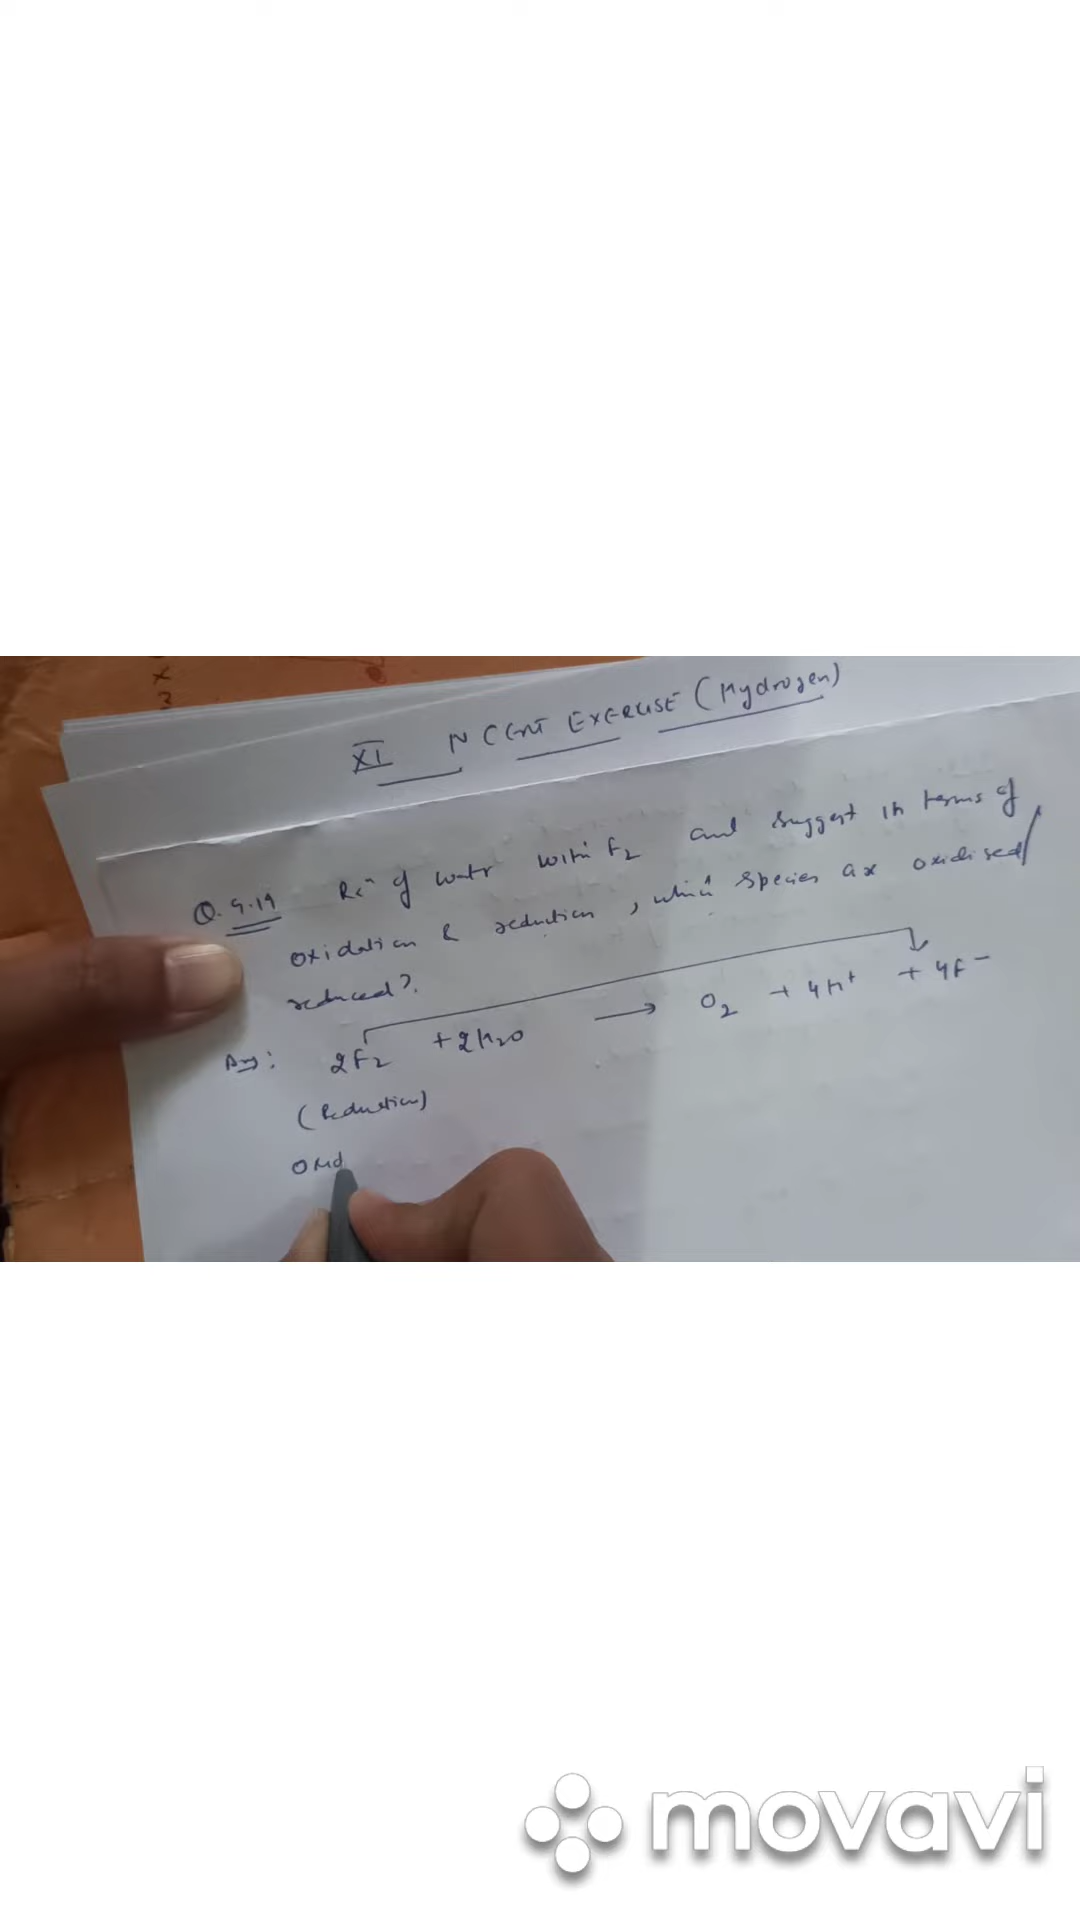 XI NCERT EXERCISE (Hydrogen)
Q. 9.19 Rxⁿ of water with F₂ and suggest in terms of
oxidation & reduction, which species are oxidised/
reduced?
Ans: 2F₂ + 2H₂O ⟶ O₂ + 4H⁺ + 4F⁻
(Reduction)
movavi